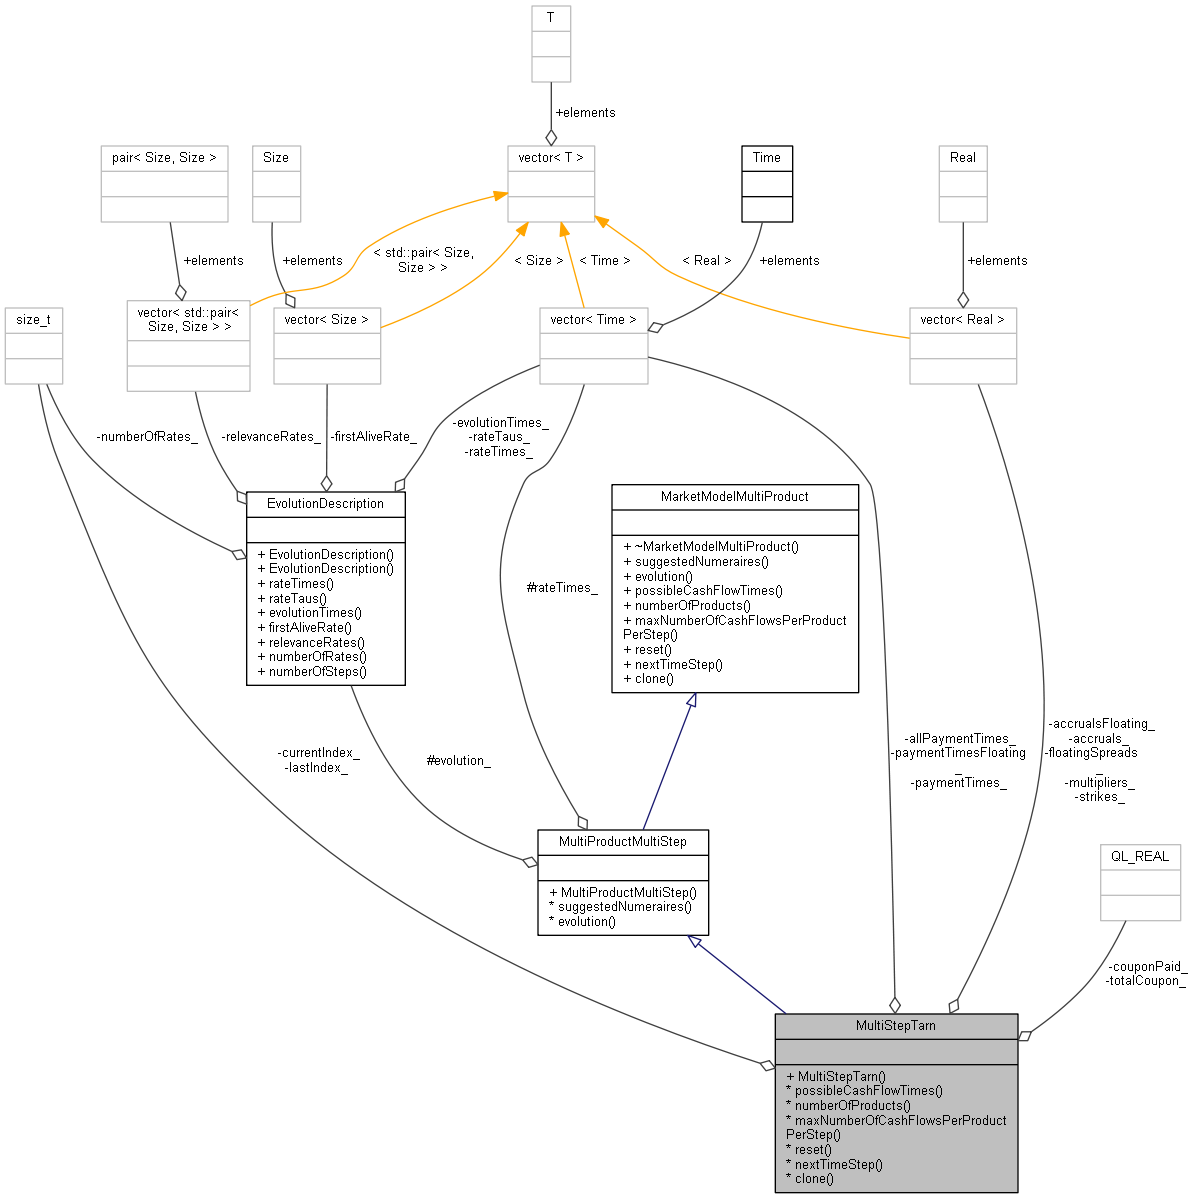 T
+elements
pair< Size, Size >
Size
vector< T >
Time
Real
+elements
+elements
< std::pair< Size,
Size > >
< Size >
< Time >
< Real >
+elements
+elements
size_t
vector< std::pair<
Size, Size > >
vector< Size >
vector< Time >
vector< Real >
-numberOfRates_
-relevanceRates_
-firstAliveRate_
-evolutionTimes_
-rateTaus_
-rateTimes_
EvolutionDescription
+ EvolutionDescription()
+ EvolutionDescription()
+ rateTimes()
+ rateTaus()
+ evolutionTimes()
+ firstAliveRate()
+ relevanceRates()
+ numberOfRates()
+ numberOfSteps()
#rateTimes_
MarketModelMultiProduct
+ ~MarketModelMultiProduct()
+ suggestedNumeraires()
+ evolution()
+ possibleCashFlowTimes()
+ numberOfProducts()
+ maxNumberOfCashFlowsPerProduct
PerStep()
+ reset()
+ nextTimeStep()
+ clone()
-currentIndex_
-lastIndex_
#evolution_
-allPaymentTimes_
-paymentTimesFloating
_
-paymentTimes_
-accrualsFloating_
-accruals_
-floatingSpreads
_
-multipliers_
-strikes_
MultiProductMultiStep
+ MultiProductMultiStep()
* suggestedNumeraires()
* evolution()
QL_REAL
-couponPaid_
-totalCoupon_
MultiStepTarn
+ MultiStepTarn()
* possibleCashFlowTimes()
* numberOfProducts()
* maxNumberOfCashFlowsPerProduct
PerStep()
* reset()
* nextTimeStep()
* clone()